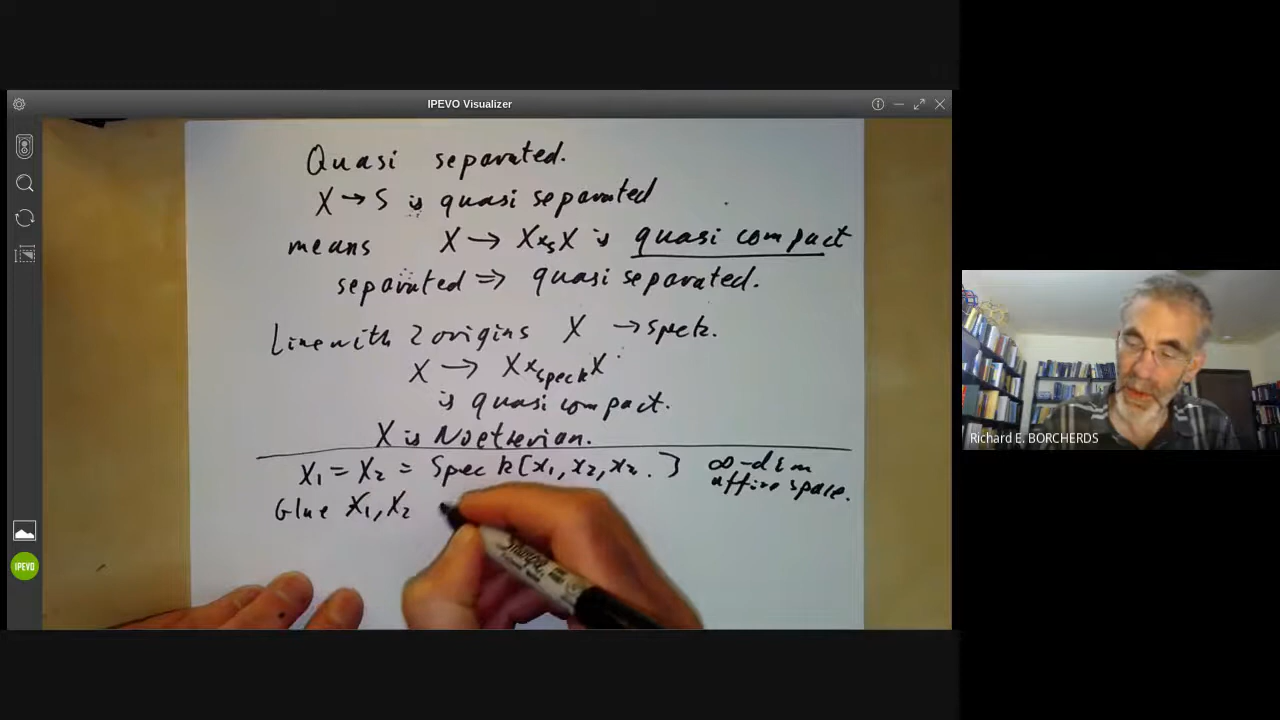 IPEVO Visualizer
Quasi separated.
X → S is quasi separated
means X → X×ₛX is quasi compact
separated ⇒ quasi separated.
Line with 2 origins X → spec k.
X → X ×spec k X
is quasi compact.
X is Noetherian.
X₁ = X₂ = Spec k[x₁, x₂, x₃ . ] ∞-dim
affine space.
Glue X₁, X₂
Sharpie
IPEVO
Richard E. BORCHERDS